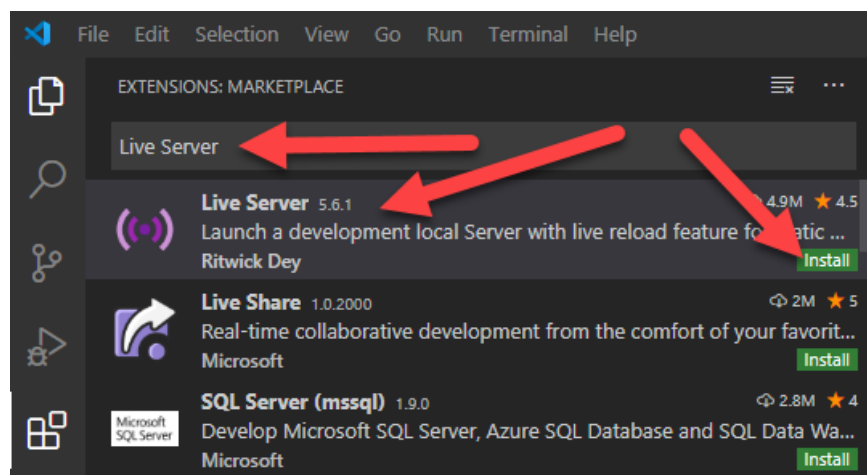 File Edit Selection View Go Run Terminal Help
EXTENSIONS: MARKETPLACE
Live Server
Live Server 5.6.1 4.9M 4.5
Launch a development local Server with live reload feature ...
Ritwick Dey Install
Live Share 1.0.2000 2M 5
Real-time collaborative development from the comfort of your favorit...
Microsoft Install
Microsoft
SQL Server
SQL Server (mssql) 1.9.0 2.8M 4
Develop Microsoft SQL Server, Azure SQL Database and SQL Data Wa...
Microsoft Install